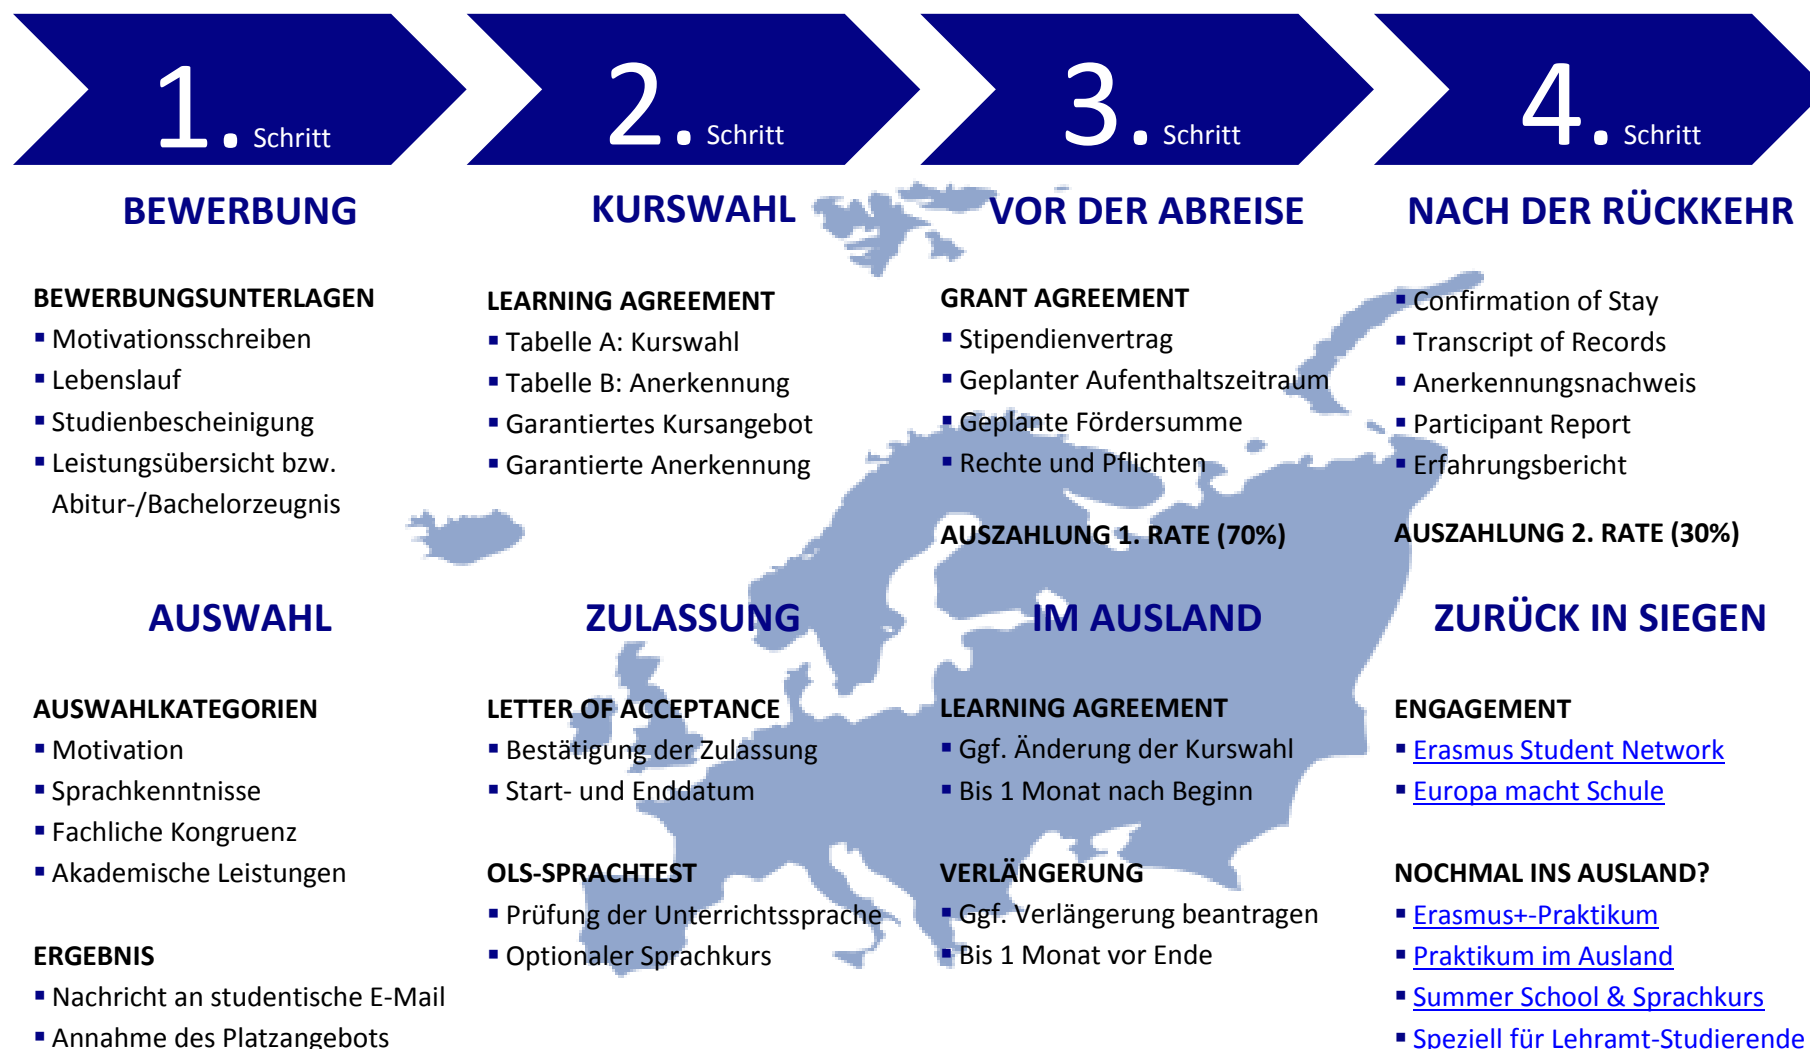 1. Schritt
BEWERBUNG
BEWERBUNGSUNTERLAGEN
▪ Motivationsschreiben
▪ Lebenslauf
▪ Studienbescheinigung
▪ Leistungsübersicht bzw.
Abitur-/Bachelorzeugnis
AUSWAHL
AUSWAHLKATEGORIEN
▪ Motivation
▪ Sprachkenntnisse
▪ Fachliche Kongruenz
▪ Akademische Leistungen
ERGEBNIS
▪ Nachricht an studentische E-Mail
▪ Annahme des Platzangebots
2. Schritt
KURSWAHL
LEARNING AGREEMENT
▪ Tabelle A: Kurswahl
▪ Tabelle B: Anerkennung
▪ Garantiertes Kursangebot
▪ Garantierte Anerkennung
ZULASSUNG
LETTER OF ACCEPTANCE
▪ Bestätigung der Zulassung
▪ Start- und Enddatum
OLS-SPRACHTEST
▪ Prüfung der Unterrichtssprache
▪ Optionaler Sprachkurs
3. Schritt
VOR DER ABREISE
GRANT AGREEMENT
▪ Stipendienvertrag
▪ Geplanter Aufenthaltszeitraum
▪ Geplante Fördersumme
▪ Rechte und Pflichten
AUSZAHLUNG 1. RATE (70%)
IM AUSLAND
LEARNING AGREEMENT
▪ Ggf. Änderung der Kurswahl
▪ Bis 1 Monat nach Beginn
VERLÄNGERUNG
▪ Ggf. Verlängerung beantragen
▪ Bis 1 Monat vor Ende
4. Schritt
NACH DER RÜCKKEHR
▪ Confirmation of Stay
▪ Transcript of Records
▪ Anerkennungsnachweis
▪ Participant Report
▪ Erfahrungsbericht
AUSZAHLUNG 2. RATE (30%)
ZURÜCK IN SIEGEN
ENGAGEMENT
▪ Erasmus Student Network
▪ Europa macht Schule
NOCHMAL INS AUSLAND?
▪ Erasmus+-Praktikum
▪ Praktikum im Ausland
▪ Summer School & Sprachkurs
▪ Speziell für Lehramt-Studierende